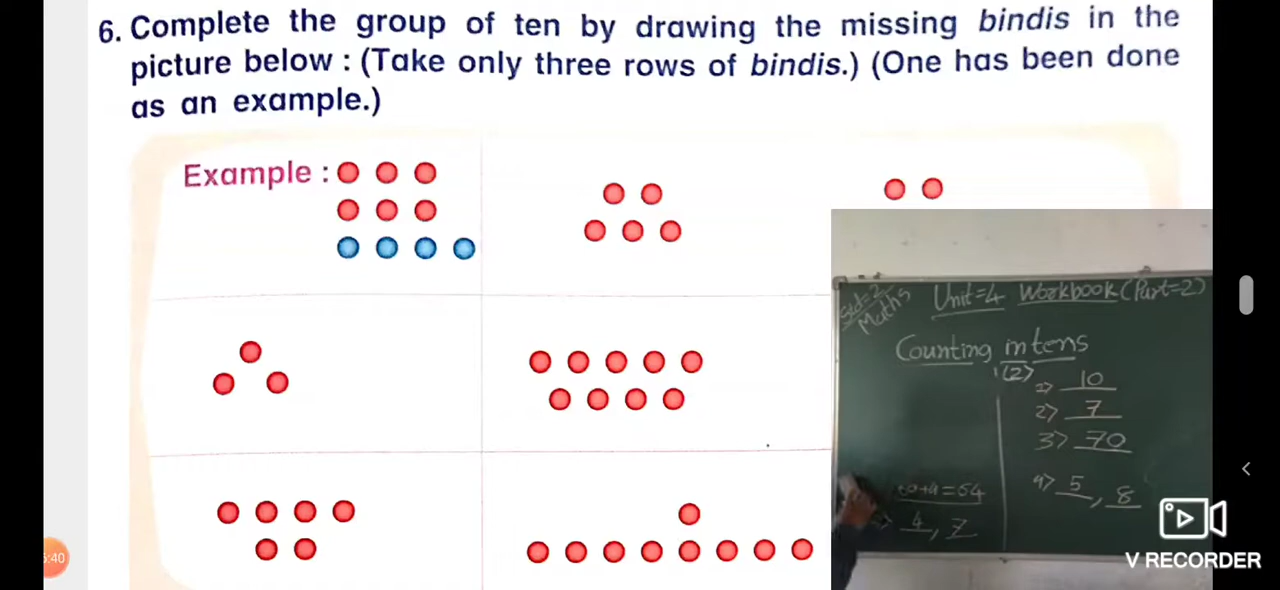 6. Complete the group of ten by drawing the missing bindis in the
picture below : (Take only three rows of bindis.) (One has been done
as an example.)
Example :
Std=2
Maths
Unit=4 Workbook (Part=2)
Counting in tens
(2)
1> 10
2> 7
3> 70
4> 5, 8
+4=64
4, 7
:40
V RECORDER